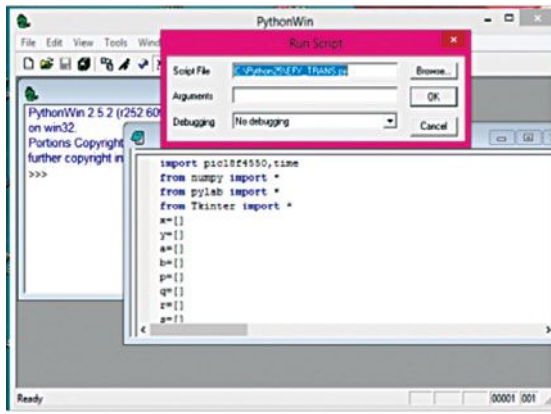 PythonWin
File Edit View Tools Wind
Run Script
Script File C:\Python25\EFY_TRANS.py Browse...
Arguments OK
Debugging No debugging Cancel
PythonWin 2.5.2 (r252:609
on win32.
Portions Copyright
further copyright in
>>>
import pic18f4550,time
from numpy import *
from pylab import *
from Tkinter import *
x=[]
y=[]
a=[]
b=[]
p=[]
q=[]
r=[]
s=[]
Ready 00001 001